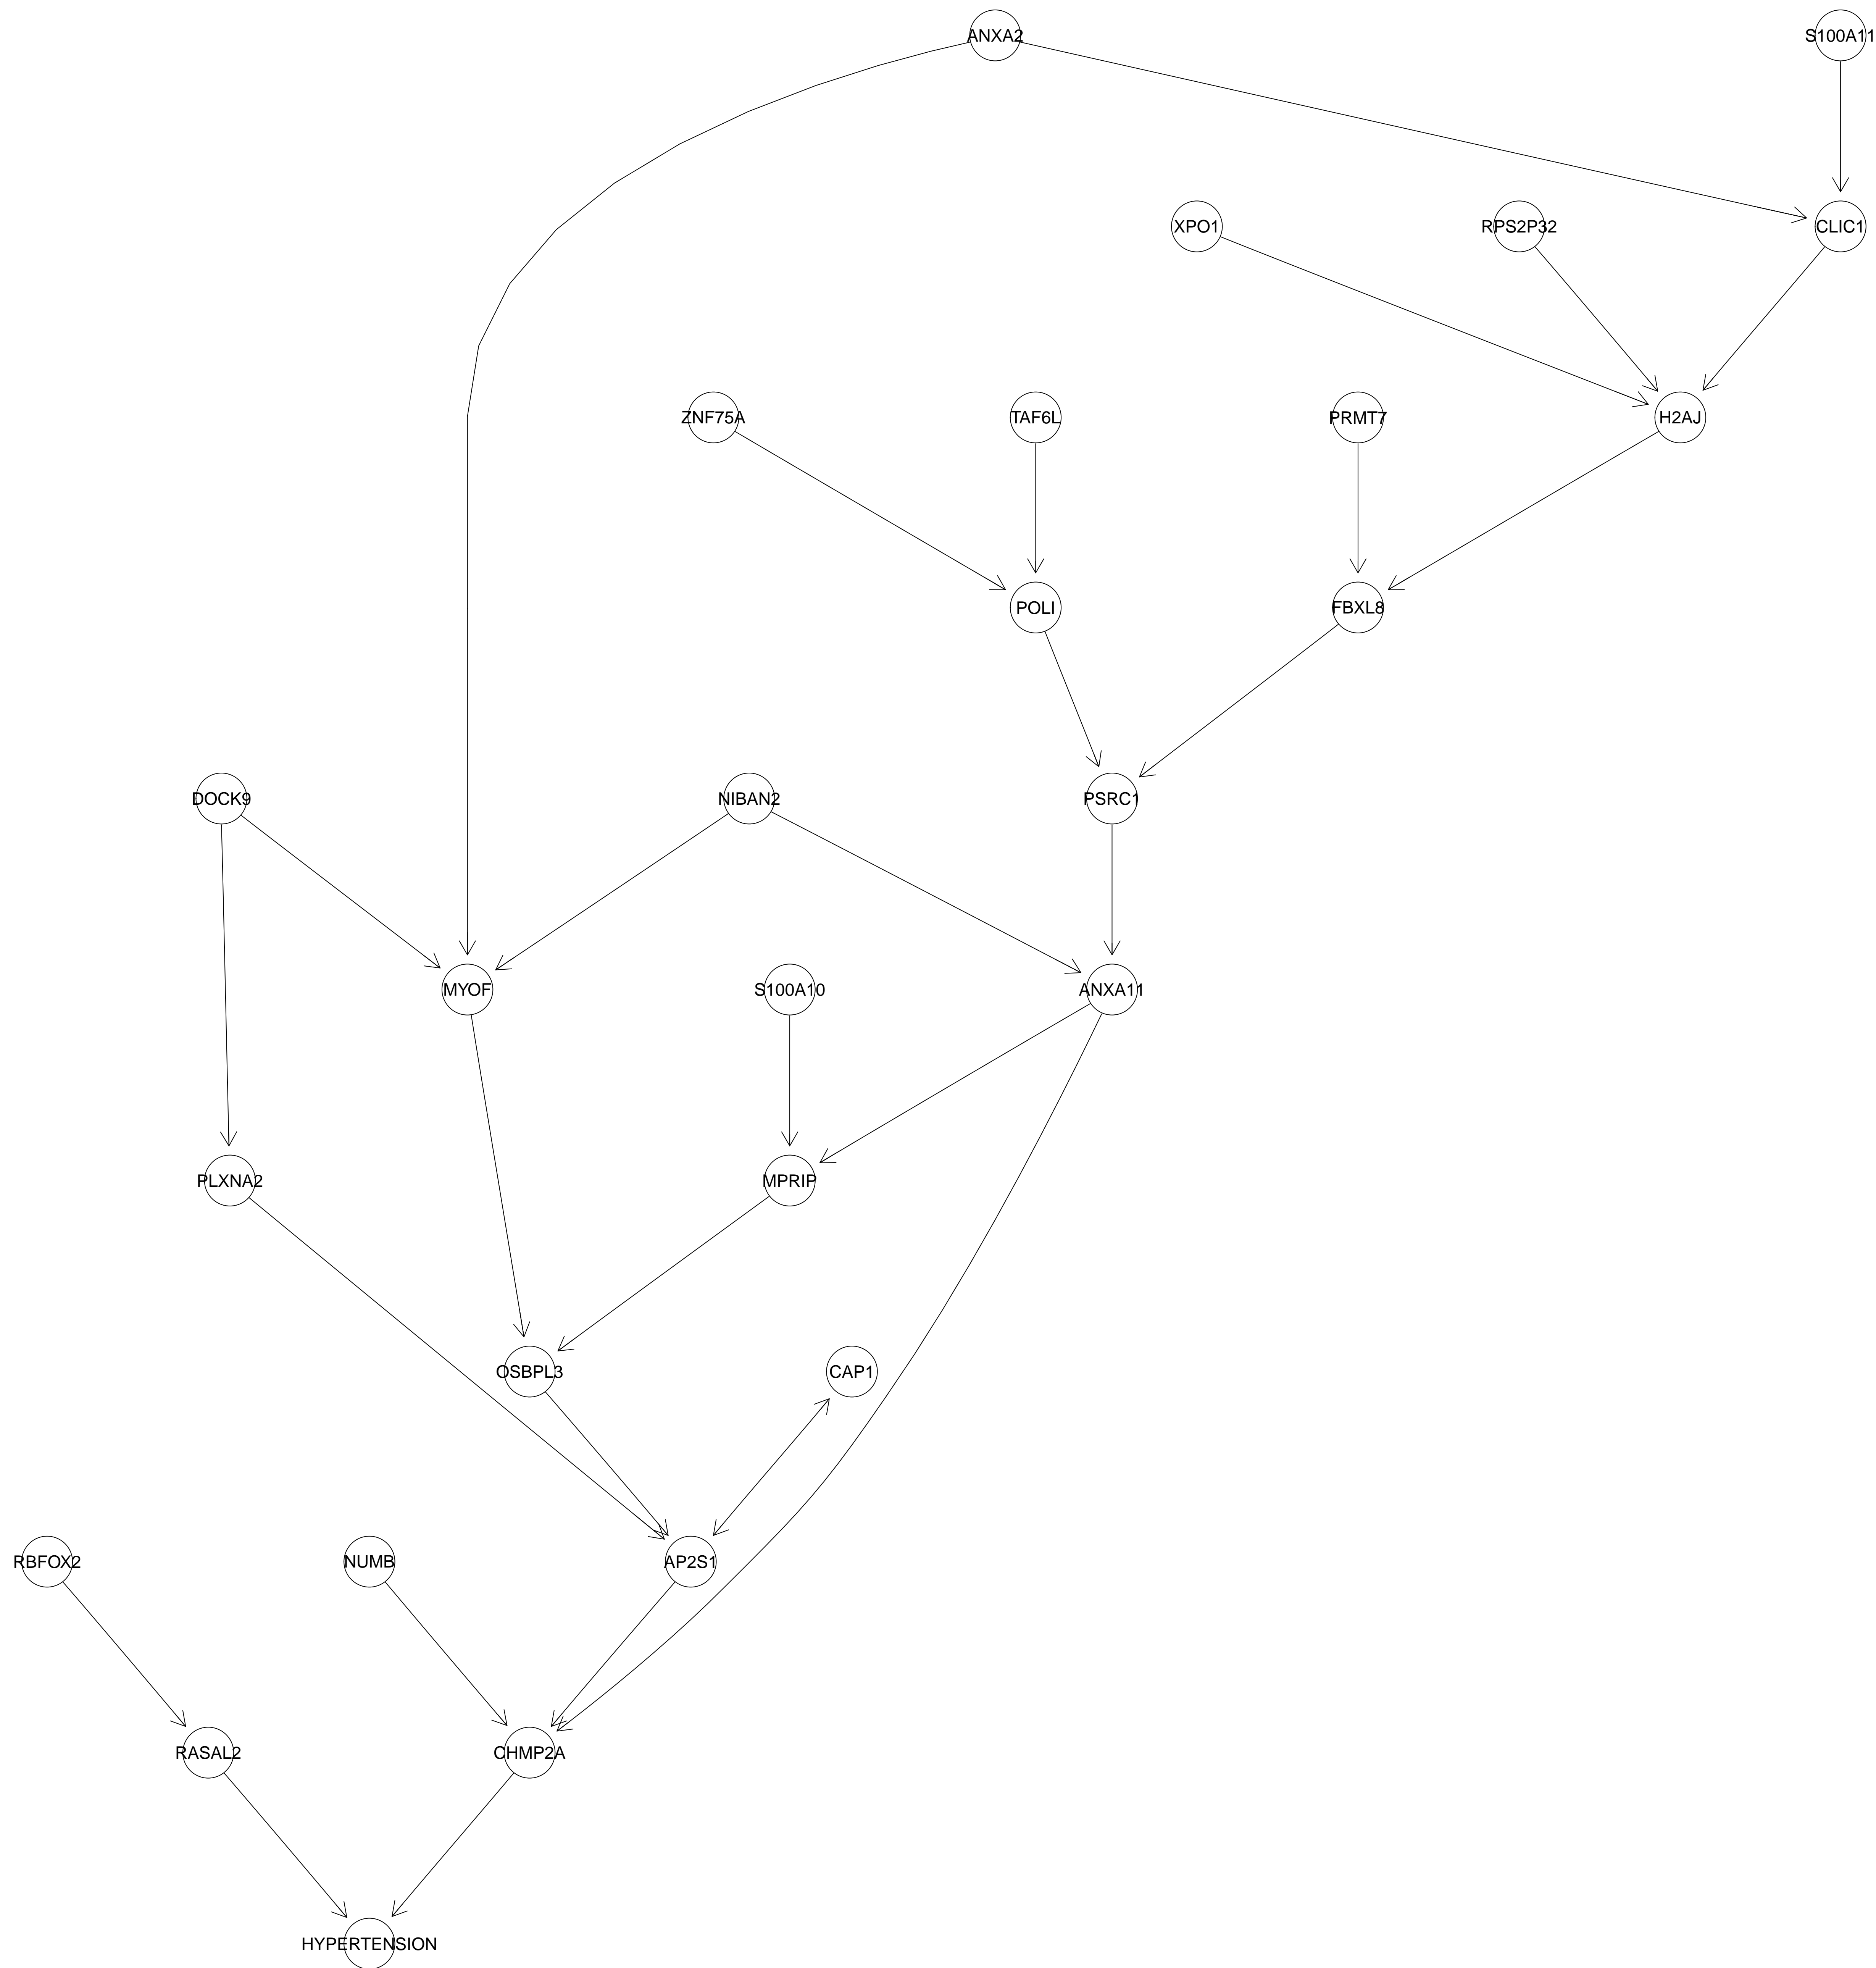 ANXA2
S100A11
XPO1
RPS2P32
CLIC1
ZNF75A
TAF6L
PRMT7
H2AJ
POLI
FBXL8
DOCK9
NIBAN2
PSRC1
MYOF
S100A10
ANXA11
PLXNA2
MPRIP
OSBPL3
CAP1
RBFOX2
NUMB
AP2S1
RASAL2
CHMP2A
HYPERTENSION